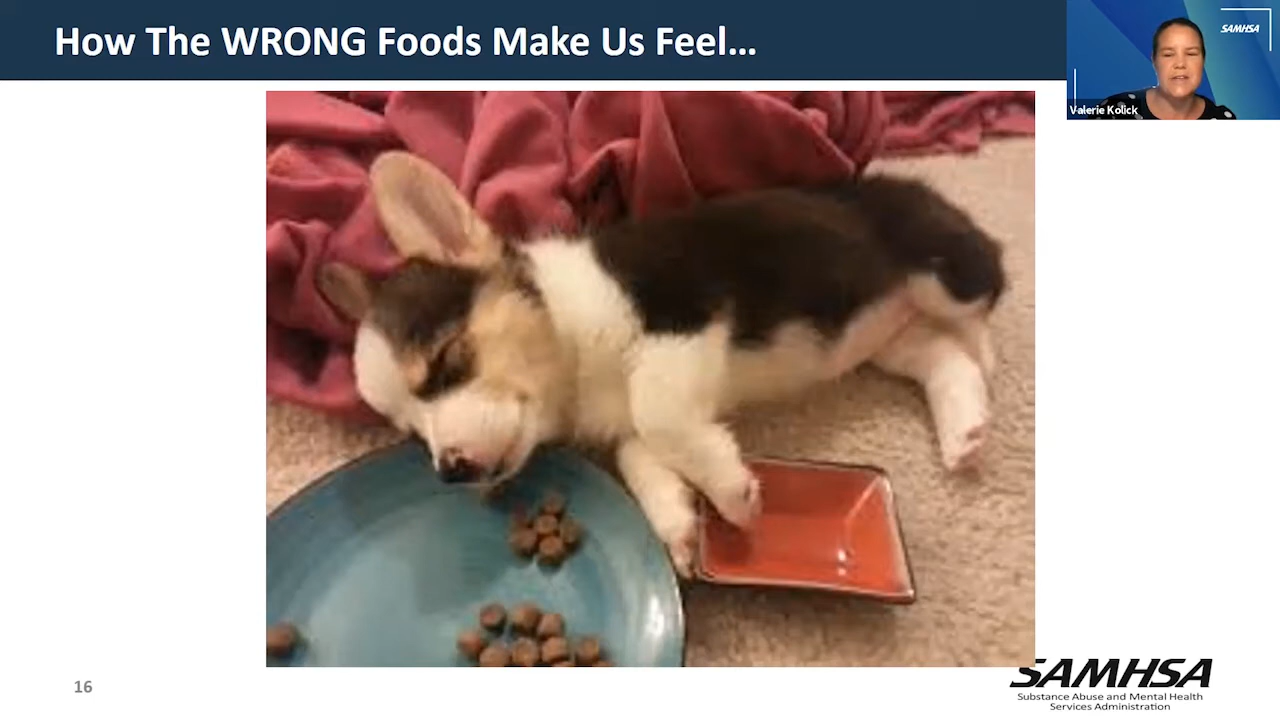 How The WRONG Foods Make Us Feel…
SAMHSA
Valerie Kolick
16
SAMHSA
Substance Abuse and Mental Health
Services Administration